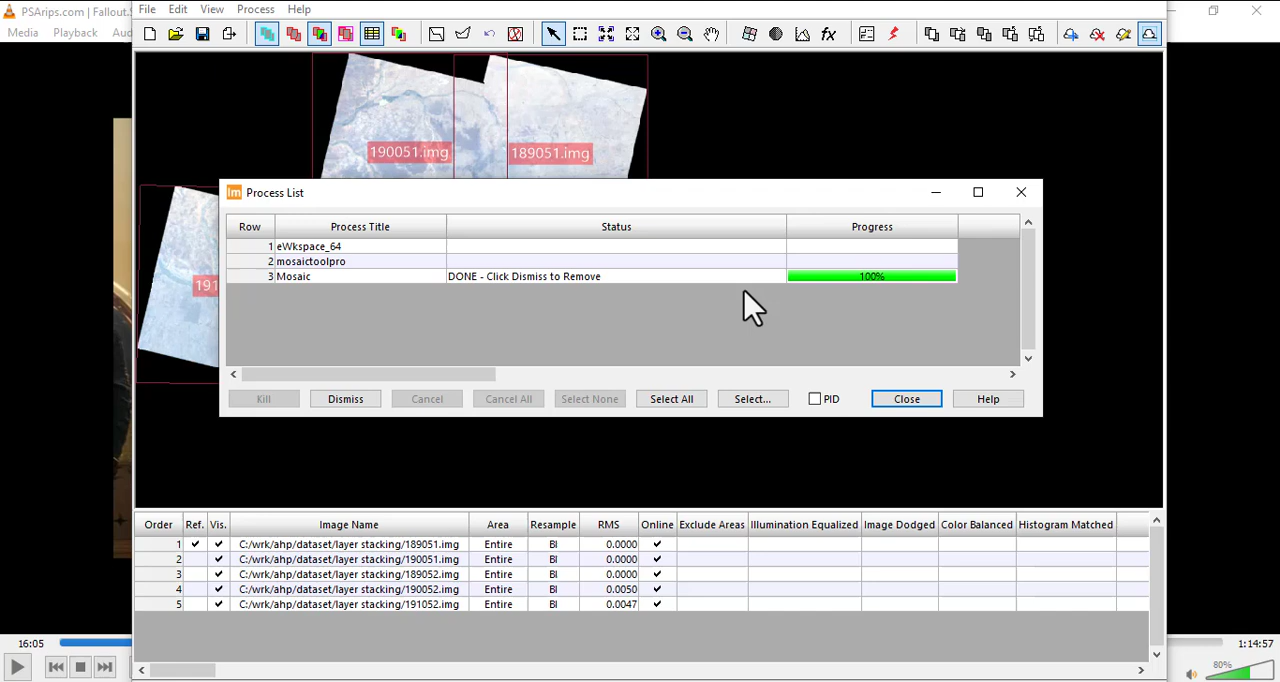 PSArips.com | Fallout.S
Media Playback Aud
File Edit View Process Help
190051.img 189051.img
191
Im Process List
Row Process Title Status Progress
1 eWkspace_64
2 mosaictoolpro
3 Mosaic DONE - Click Dismiss to Remove 100%
Kill Dismiss Cancel Cancel All Select None Select All Select... PID Close Help
Order Ref. Vis. Image Name Area Resample RMS Online Exclude Areas Illumination Equalized Image Dodged Color Balanced Histogram Matched
1 C:/wrk/ahp/dataset/layer stacking/189051.img Entire BI 0.0000
2 C:/wrk/ahp/dataset/layer stacking/190051.img Entire BI 0.0000
3 C:/wrk/ahp/dataset/layer stacking/189052.img Entire BI 0.0000
4 C:/wrk/ahp/dataset/layer stacking/190052.img Entire BI 0.0050
5 C:/wrk/ahp/dataset/layer stacking/191052.img Entire BI 0.0047
16:05 1:14:57
80%